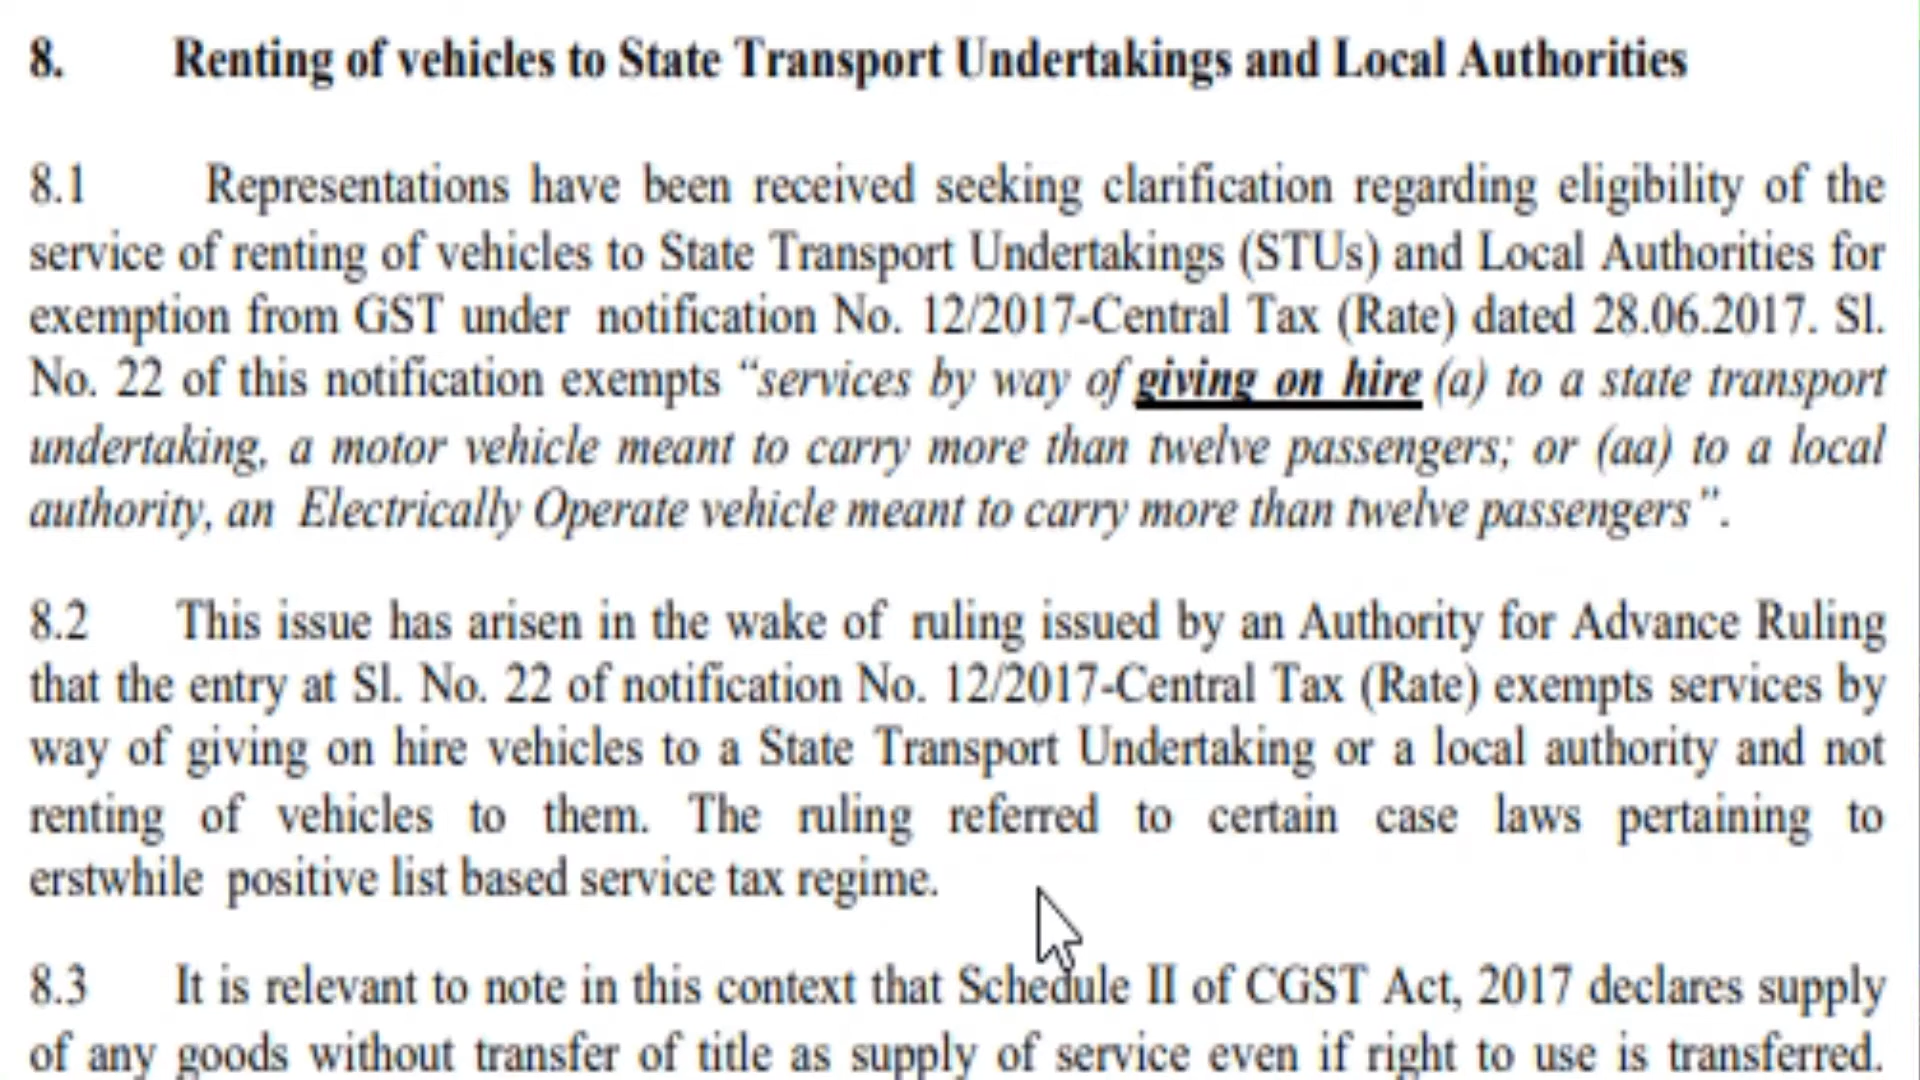 8. Renting of vehicles to State Transport Undertakings and Local Authorities
8.1 Representations have been received seeking clarification regarding eligibility of the
service of renting of vehicles to State Transport Undertakings (STUs) and Local Authorities for
exemption from GST under notification No. 12/2017-Central Tax (Rate) dated 28.06.2017. Sl.
No. 22 of this notification exempts “services by way of giving on hire (a) to a state transport
undertaking, a motor vehicle meant to carry more than twelve passengers; or (aa) to a local
authority, an Electrically Operate vehicle meant to carry more than twelve passengers”.
8.2 This issue has arisen in the wake of ruling issued by an Authority for Advance Ruling
that the entry at Sl. No. 22 of notification No. 12/2017-Central Tax (Rate) exempts services by
way of giving on hire vehicles to a State Transport Undertaking or a local authority and not
renting of vehicles to them. The ruling referred to certain case laws pertaining to
erstwhile positive list based service tax regime.
8.3 It is relevant to note in this context that Schedule II of CGST Act, 2017 declares supply
of any goods without transfer of title as supply of service even if right to use is transferred.